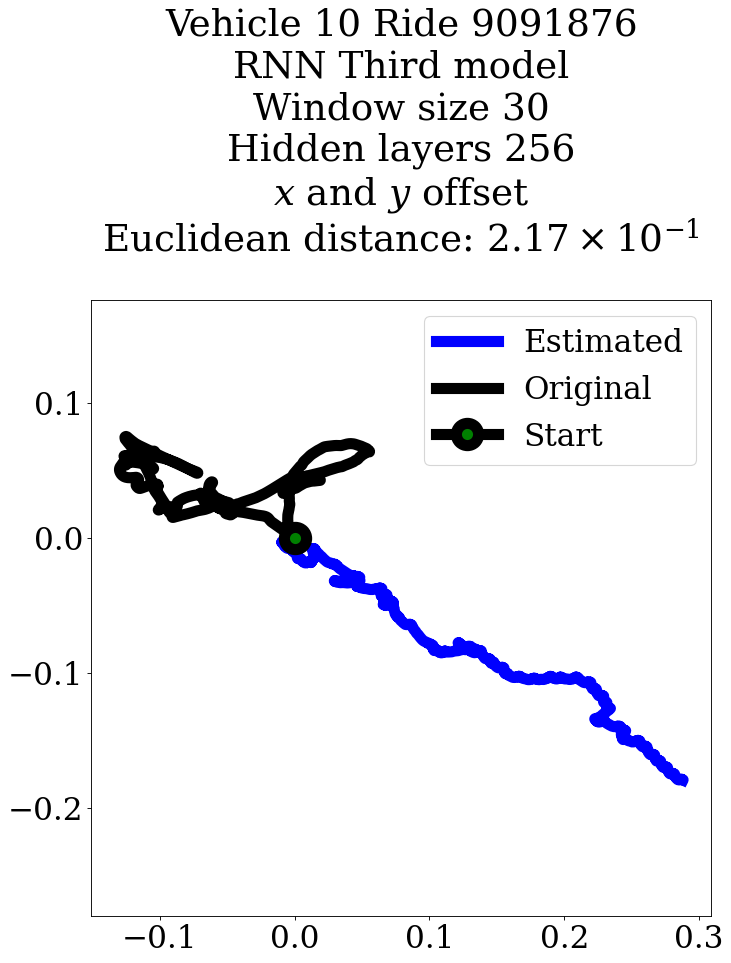 Vehicle 10 Ride 9091876
RNN Third model
Window size 30
Hidden layers 256
x and y offset
Euclidean distance: 2.17 × 10⁻¹
Estimated
Original
Start
0.1
0.0
−0.1
−0.2
−0.1 0.0 0.1 0.2 0.3